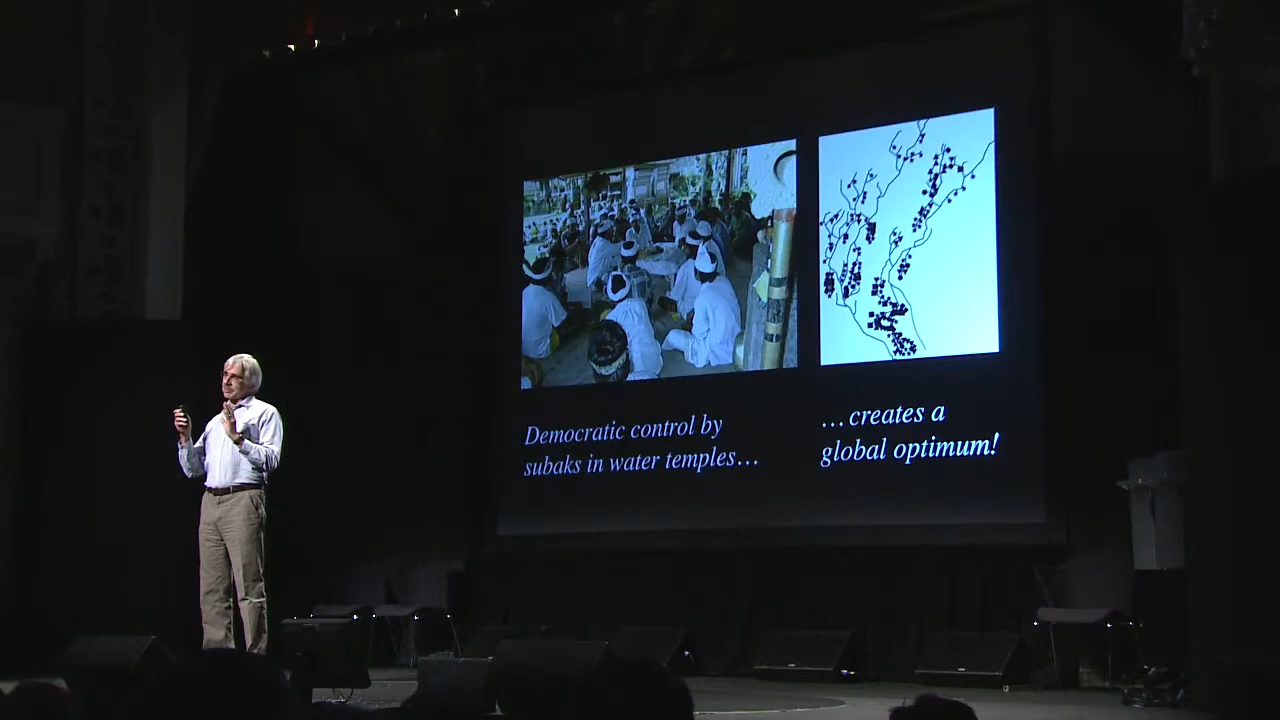 Democratic control by
subaks in water temples…
…creates a
global optimum!